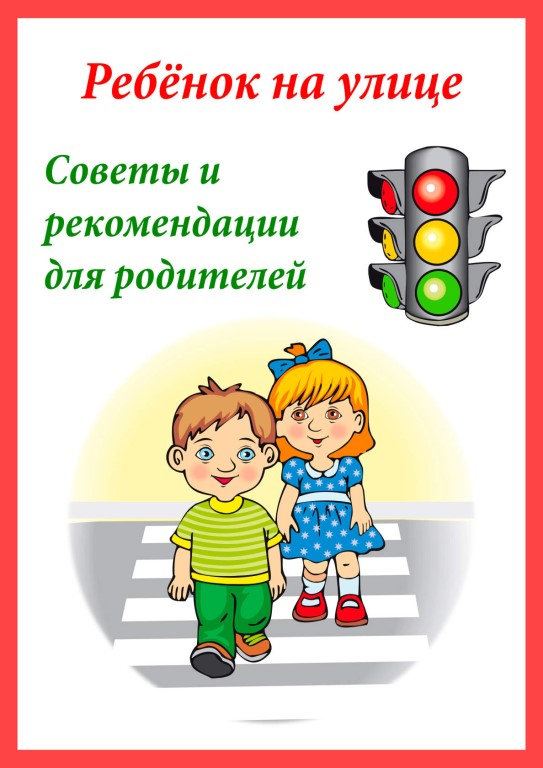 Ребёнок на улице
Советы и
рекомендации
для родителей